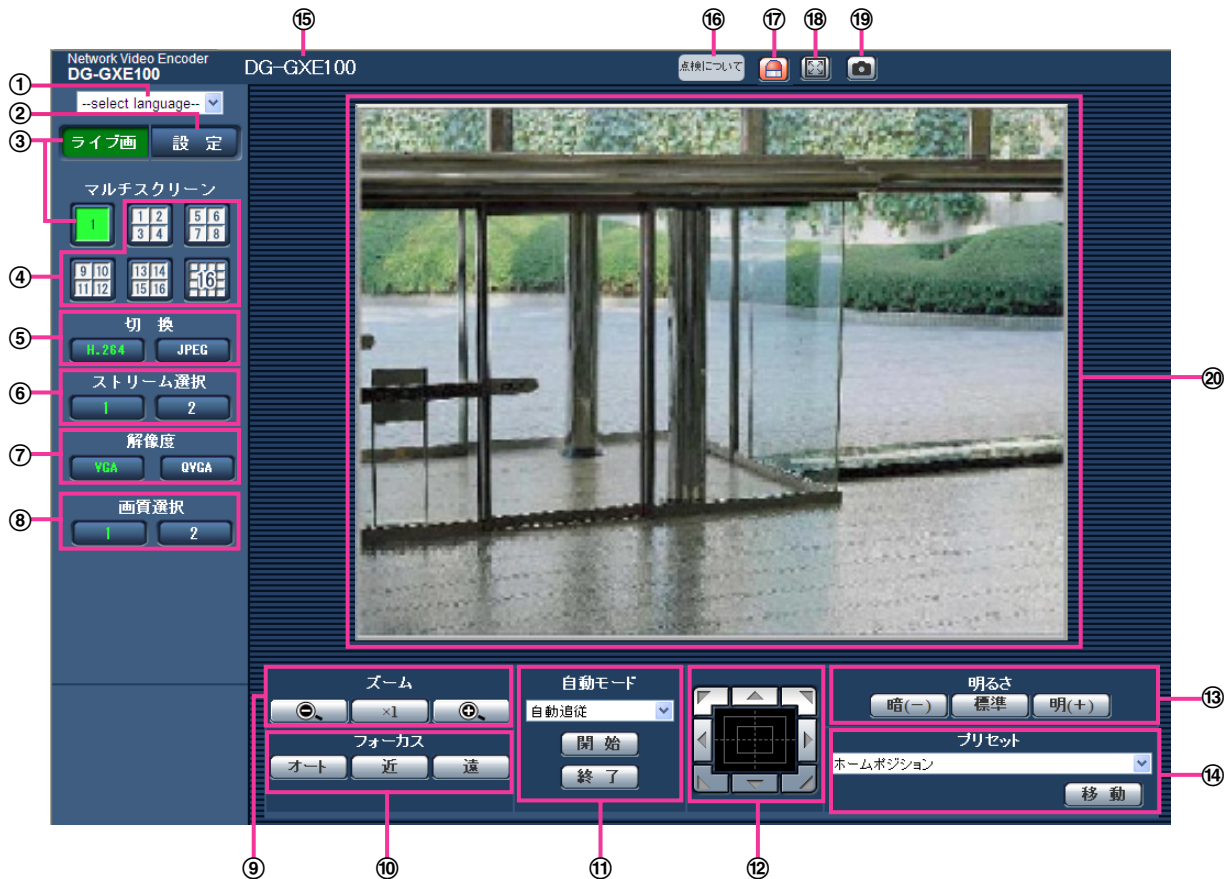 ⑮ ⑯ ⑰ ⑱ ⑲
Network Video Encoder
DG-GXE100
DG-GXE100
点検について
①
--select language--
②
③
ライブ画 設 定
マルチスクリーン
1
1 2
3 4
5 6
7 8
④
9 10
11 12
13 14
15 16
16
⑤
切 換
H.264 JPEG
⑥
ストリーム選択
1 2
⑦
解像度
VGA QVGA
⑧
画質選択
1 2
⑳
ズーム
×1
フォーカス
オート 近 遠
自動モード
自動追従
開 始
終 了
明るさ
暗(−) 標準 明(+)
⑬
プリセット
ホームポジション
移 動
⑭
⑨ ⑩ ⑪ ⑫